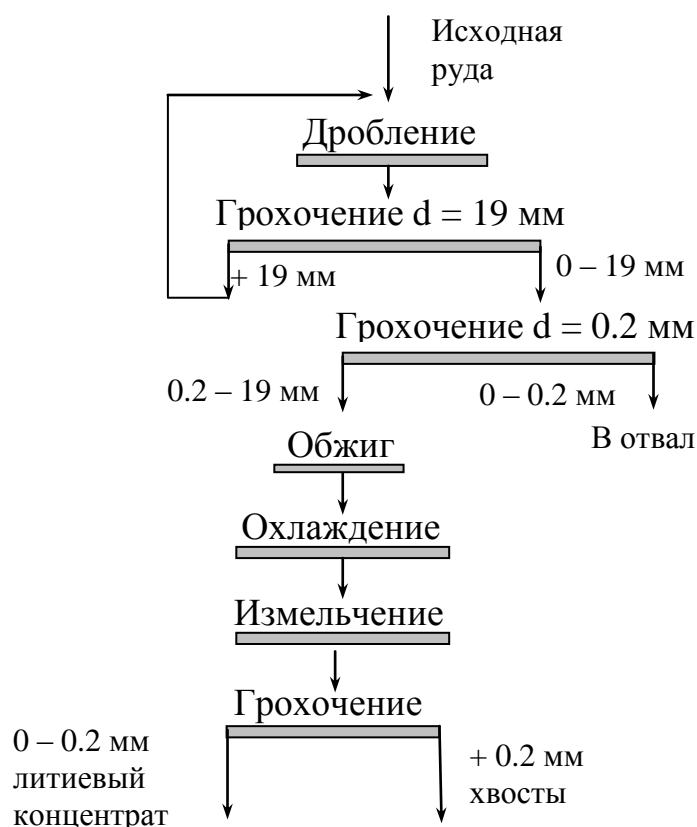 Исходная
руда
Дробление
Грохочение d = 19 мм
+ 19 мм
0 – 19 мм
Грохочение d = 0.2 мм
0.2 – 19 мм
0 – 0.2 мм
В отвал
Обжиг
Охлаждение
Измельчение
Грохочение
0 – 0.2 мм
литиевый
концентрат
+ 0.2 мм
хвосты